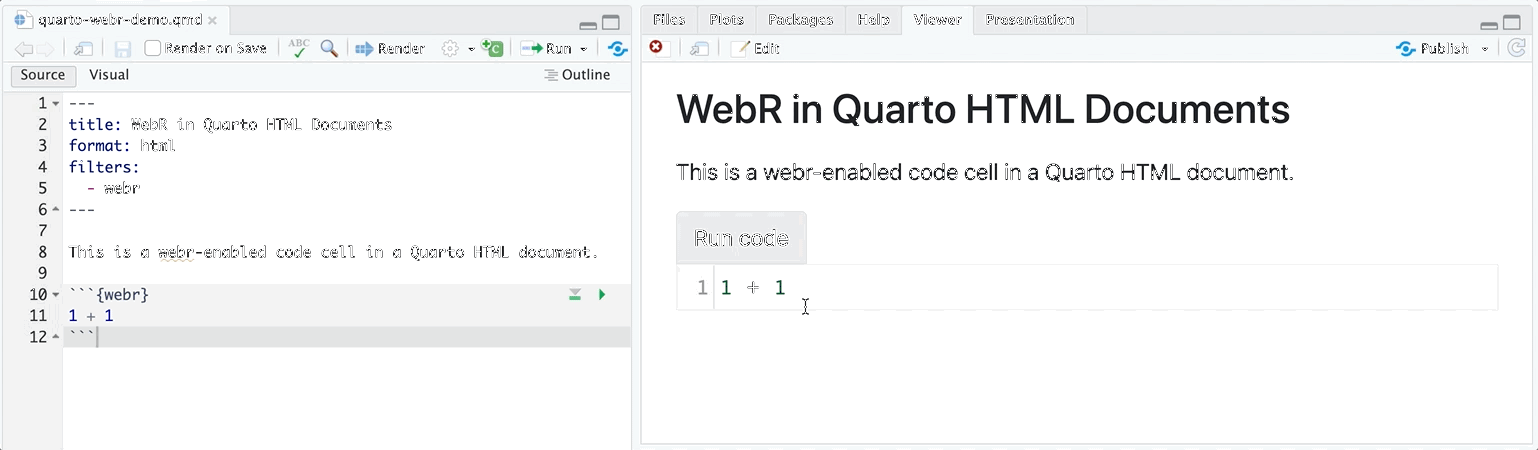 quarto-webr-demo.qmd
Render on Save
ABC
Render
Run
Source
Visual
Outline
1 ---
2 title: WebR in Quarto HTML Documents
3 format: html
4 filters:
5   - webr
6 ---
7
8 This is a webr-enabled code cell in a Quarto HTML document.
9
10 ```{webr}
11 1 + 1
12 ```
Files Plots Packages Help Viewer Presentation
Edit
Publish
WebR in Quarto HTML Documents
This is a webr-enabled code cell in a Quarto HTML document.
Run code
1 1 + 1